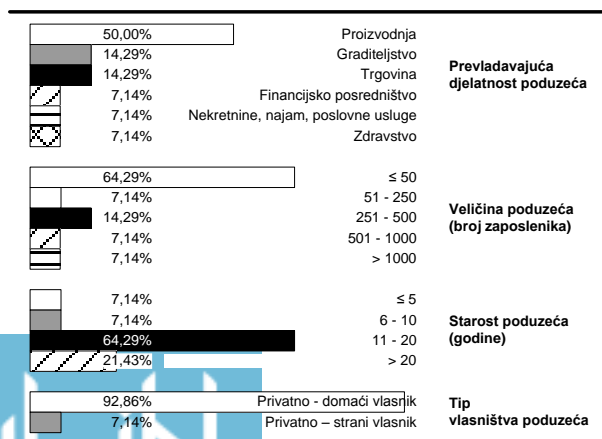 50,00% Proizvodnja
14,29% Graditeljstvo
14,29% Trgovina
7,14% Financijsko posredništvo
7,14% Nekretnine, najam, poslovne usluge
7,14% Zdravstvo
Prevladavajuća
djelatnost poduzeća
64,29% ≤ 50
7,14% 51 - 250
14,29% 251 - 500
7,14% 501 - 1000
7,14% > 1000
Veličina poduzeća
(broj zaposlenika)
7,14% ≤ 5
7,14% 6 - 10
64,29% 11 - 20
21,43% > 20
Starost poduzeća
(godine)
92,86% Privatno - domaći vlasnik
7,14% Privatno – strani vlasnik
Tip
vlasništva poduzeća